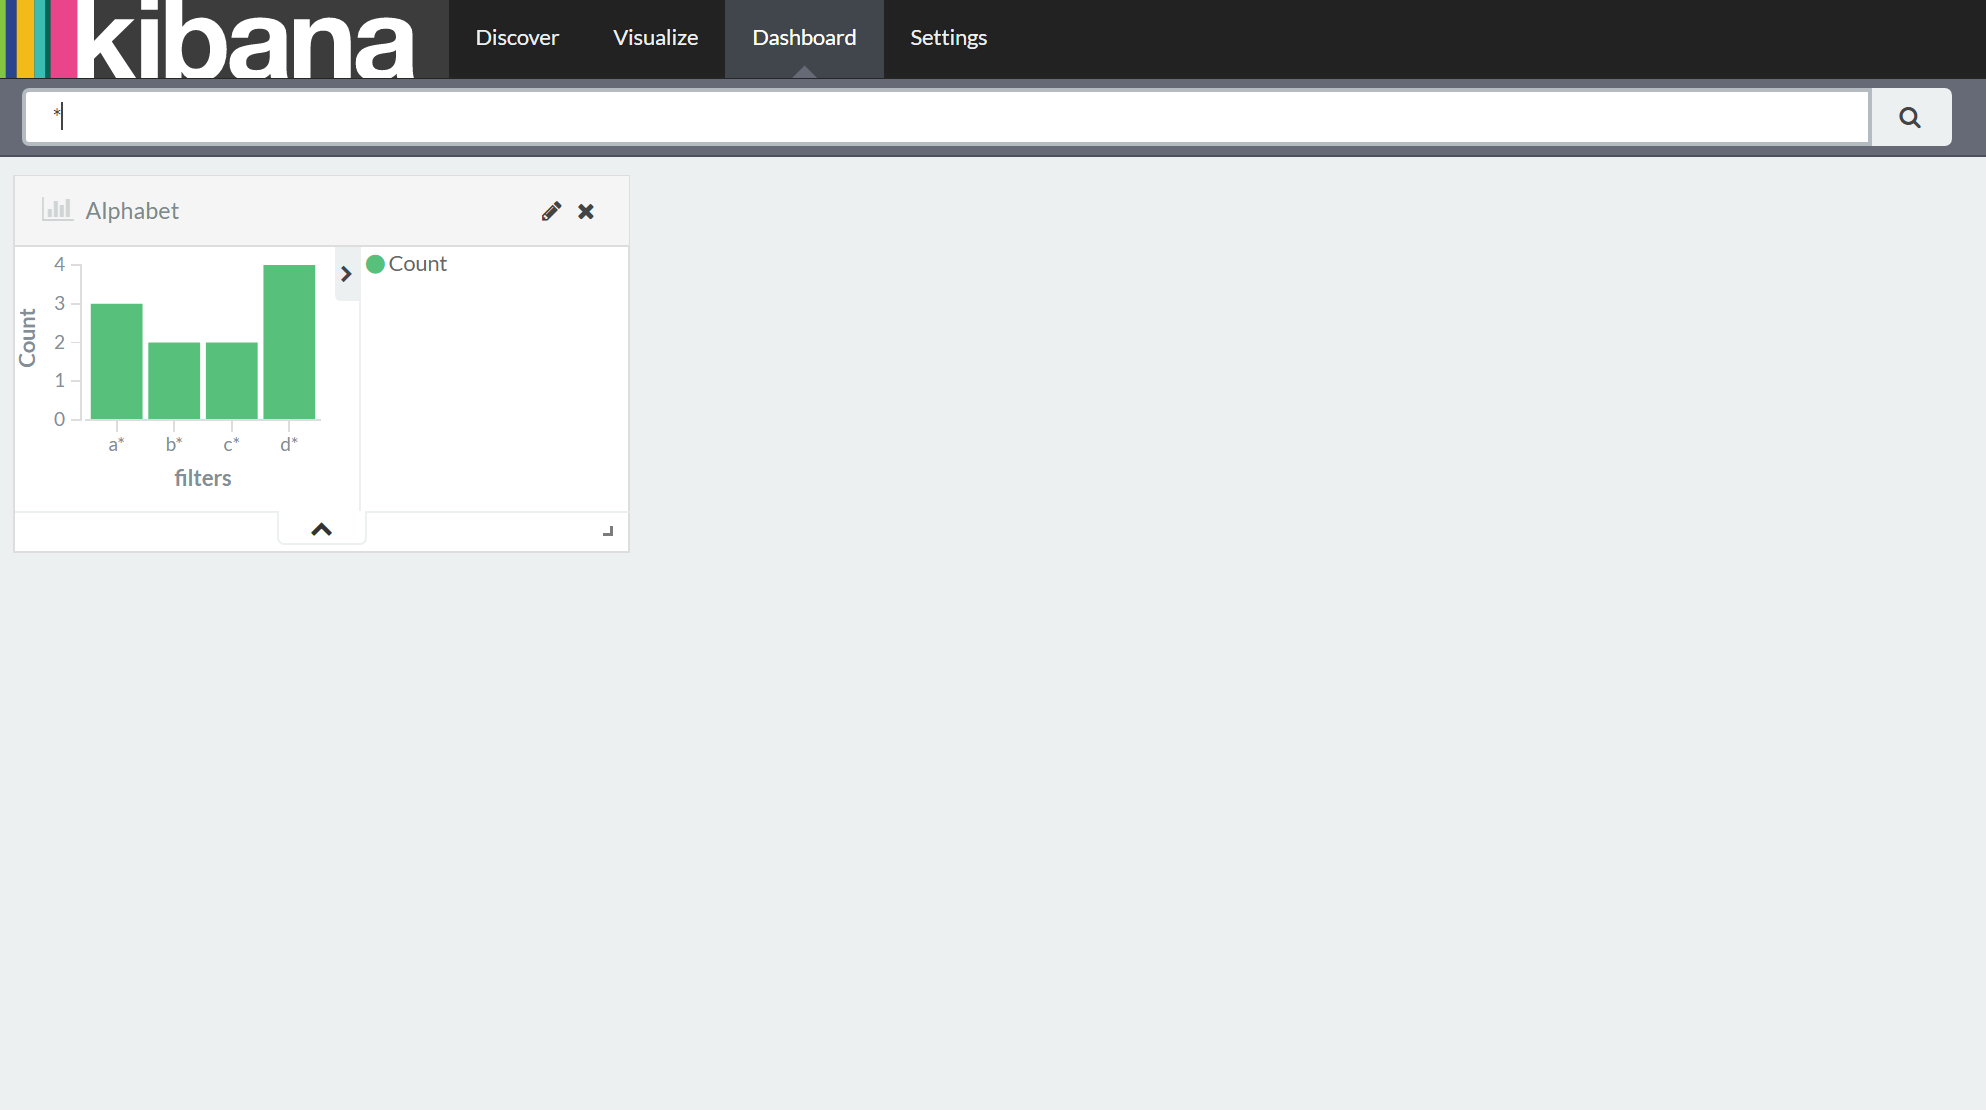 kibana Discover Visualize Dashboard Settings
*
Alphabet
4
3
2
1
0
Count
a* b* c* d*
filters
Count